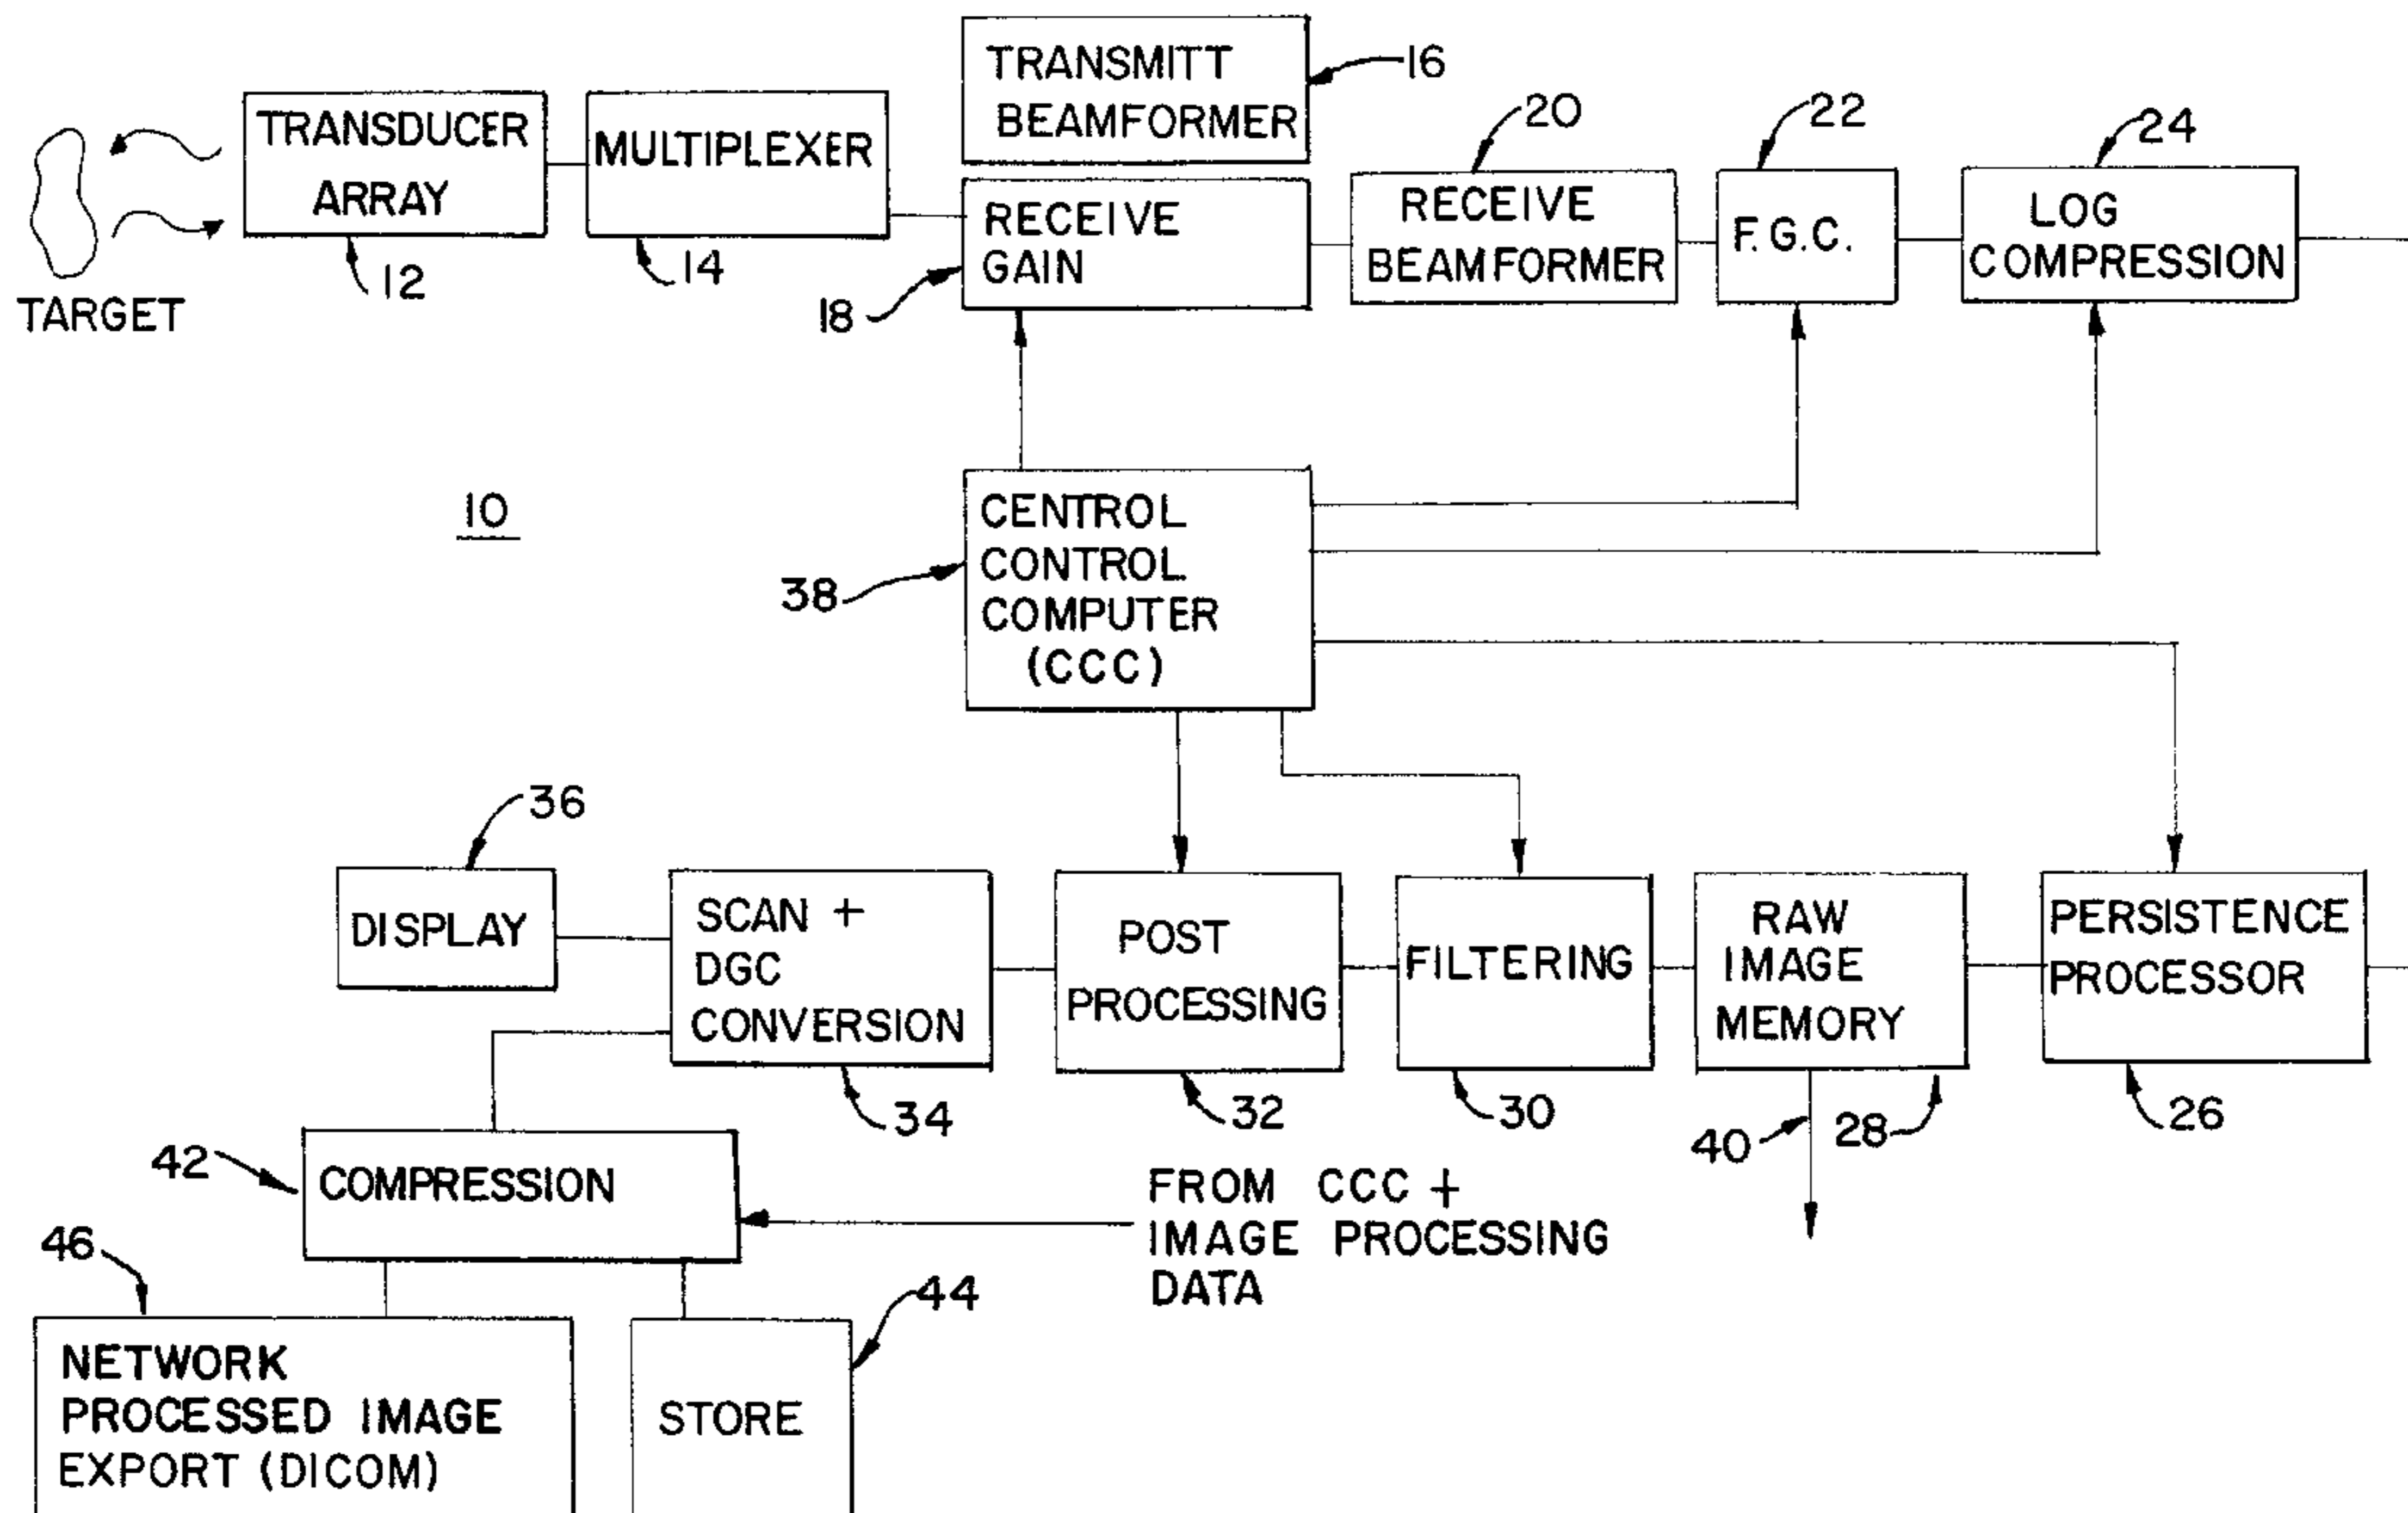 TRANSMITT
BEAMFORMER
16
TRANSDUCER
ARRAY
12
MULTIPLEXER
14
TARGET
RECEIVE
GAIN
18
20
RECEIVE
BEAMFORMER
22
F.G.C.
24
LOG
COMPRESSION
10
CENTROL
CONTROL
COMPUTER
(CCC)
38
36
DISPLAY
SCAN +
DGC
CONVERSION
34
POST
PROCESSING
32
FILTERING
30
RAW
IMAGE
MEMORY
40
28
PERSISTENCE
PROCESSOR
26
42
COMPRESSION
FROM CCC +
IMAGE PROCESSING
DATA
46
NETWORK
PROCESSED IMAGE
EXPORT (DICOM)
44
STORE